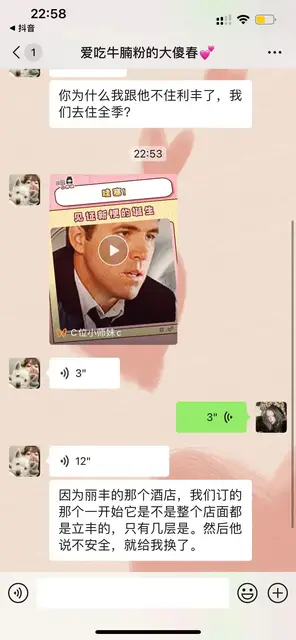 22:58
抖音
1
爱吃牛腩粉的大傻春💕
你为什么我跟他不住利丰了，我
们去住全季？
22:53
哇塞!
见证新梗的诞生
C位小师妹c
3"
3"
12"
因为丽丰的那个酒店，我们订的
那个一开始它是不是整个店面都
是立丰的，只有几层是。然后他
说不安全，就给我换了。